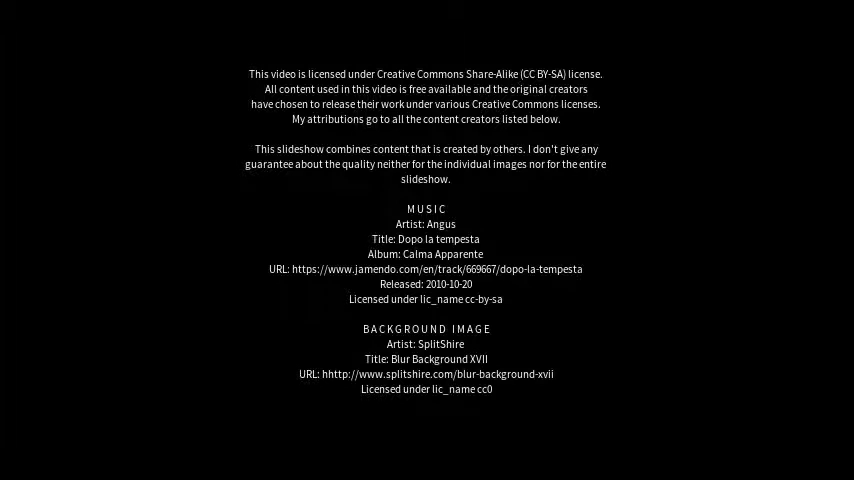 This video is licensed under Creative Commons Share-Alike (CC BY-SA) license.
All content used in this video is free available and the original creators
have chosen to release their work under various Creative Commons licenses.
My attributions go to all the content creators listed below.
This slideshow combines content that is created by others. I don't give any
guarantee about the quality neither for the individual images nor for the entire
slideshow.
MUSIC
Artist: Angus
Title: Dopo la tempesta
Album: Calma Apparente
URL: https://www.jamendo.com/en/track/669667/dopo-la-tempesta
Released: 2010-10-20
Licensed under lic_name cc-by-sa
BACKGROUND IMAGE
Artist: SplitShire
Title: Blur Background XVII
URL: hhttp://www.splitshire.com/blur-background-xvii
Licensed under lic_name cc0